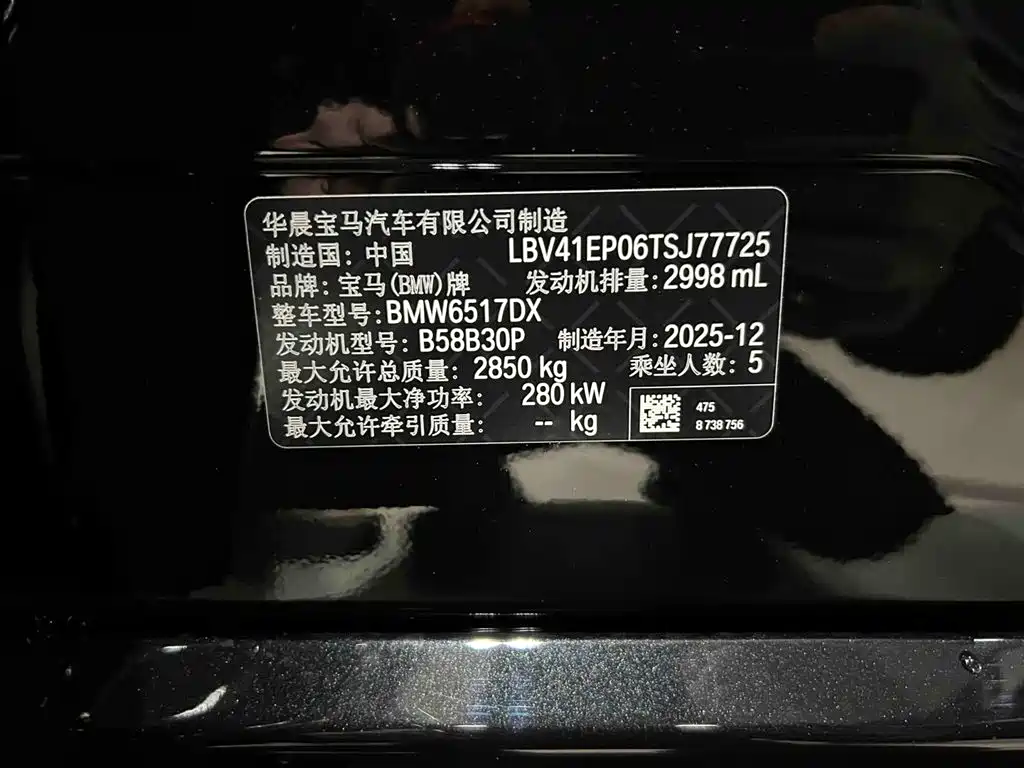 华晨宝马汽车有限公司制造
制造国：中国 LBV41EP06TSJ77725
品牌：宝马(BMW)牌 发动机排量：2998 mL
整车型号：BMW6517DX
发动机型号：B58B30P 制造年月：2025-12
最大允许总质量：2850 kg 乘坐人数：5
发动机最大净功率：280 kW
最大允许牵引质量：-- kg
475
8 738 756